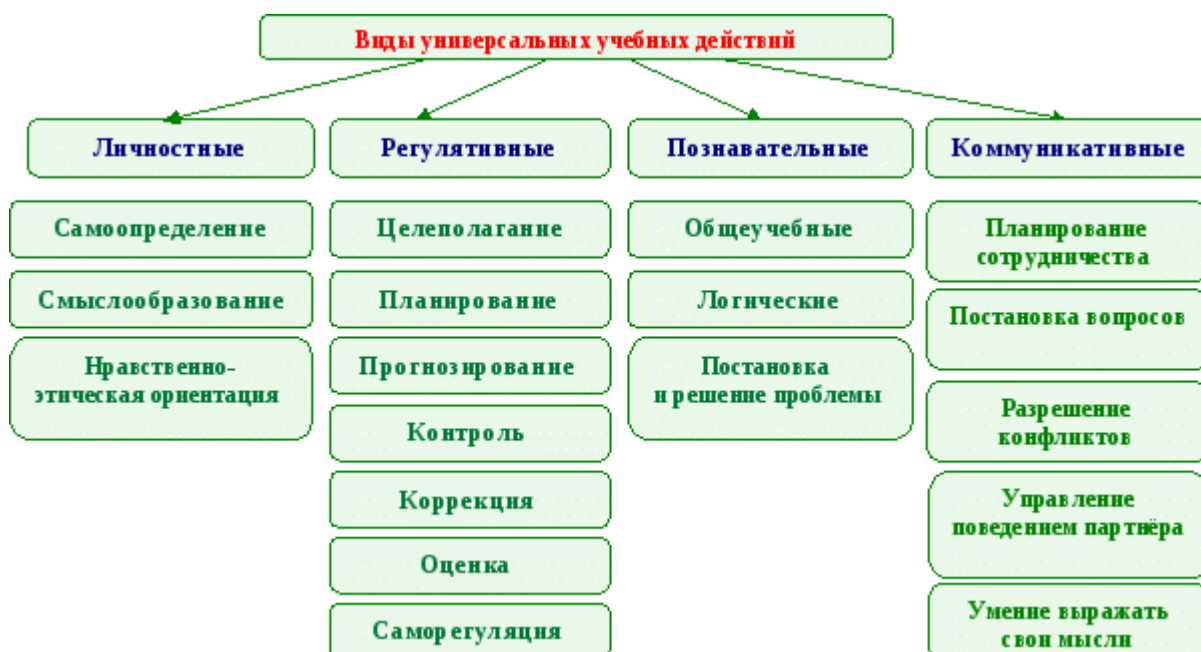 Виды универсальных учебных действий
Личностные
Регулятивные
Познавательные
Коммуникативные
Самоопределение
Смыслообразование
Нравственно-
этическая ориентация
Целеполагание
Планирование
Прогнозирование
Контроль
Коррекция
Оценка
Саморегуляция
Общеучебные
Логические
Постановка
и решение проблемы
Планирование
сотрудничества
Постановка вопросов
Разрешение
конфликтов
Управление
поведением партнёра
Умение выражать
свои мысли